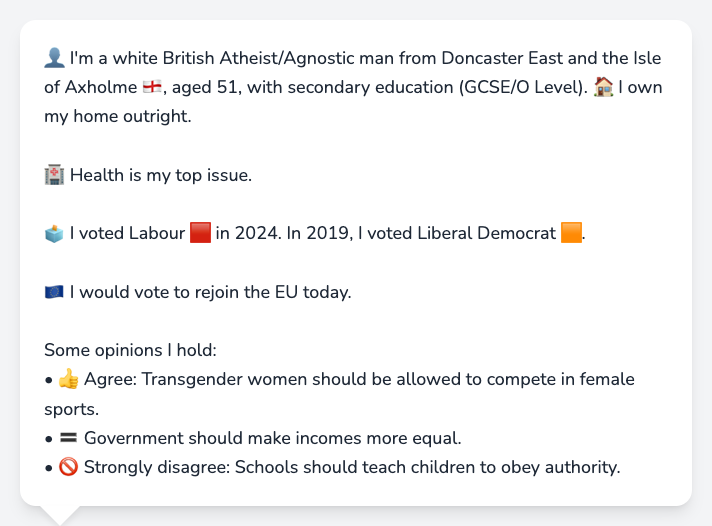 👤 I'm a white British Atheist/Agnostic man from Doncaster East and the Isle
of Axholme 🏴󠁧󠁢󠁥󠁮󠁧󠁿, aged 51, with secondary education (GCSE/O Level). 🏠 I own
my home outright.
🏥 Health is my top issue.
🗳️ I voted Labour 🟥 in 2024. In 2019, I voted Liberal Democrat 🟧.
🇪🇺 I would vote to rejoin the EU today.
Some opinions I hold:
• 👍 Agree: Transgender women should be allowed to compete in female
sports.
• 🟰 Government should make incomes more equal.
• 🚫 Strongly disagree: Schools should teach children to obey authority.